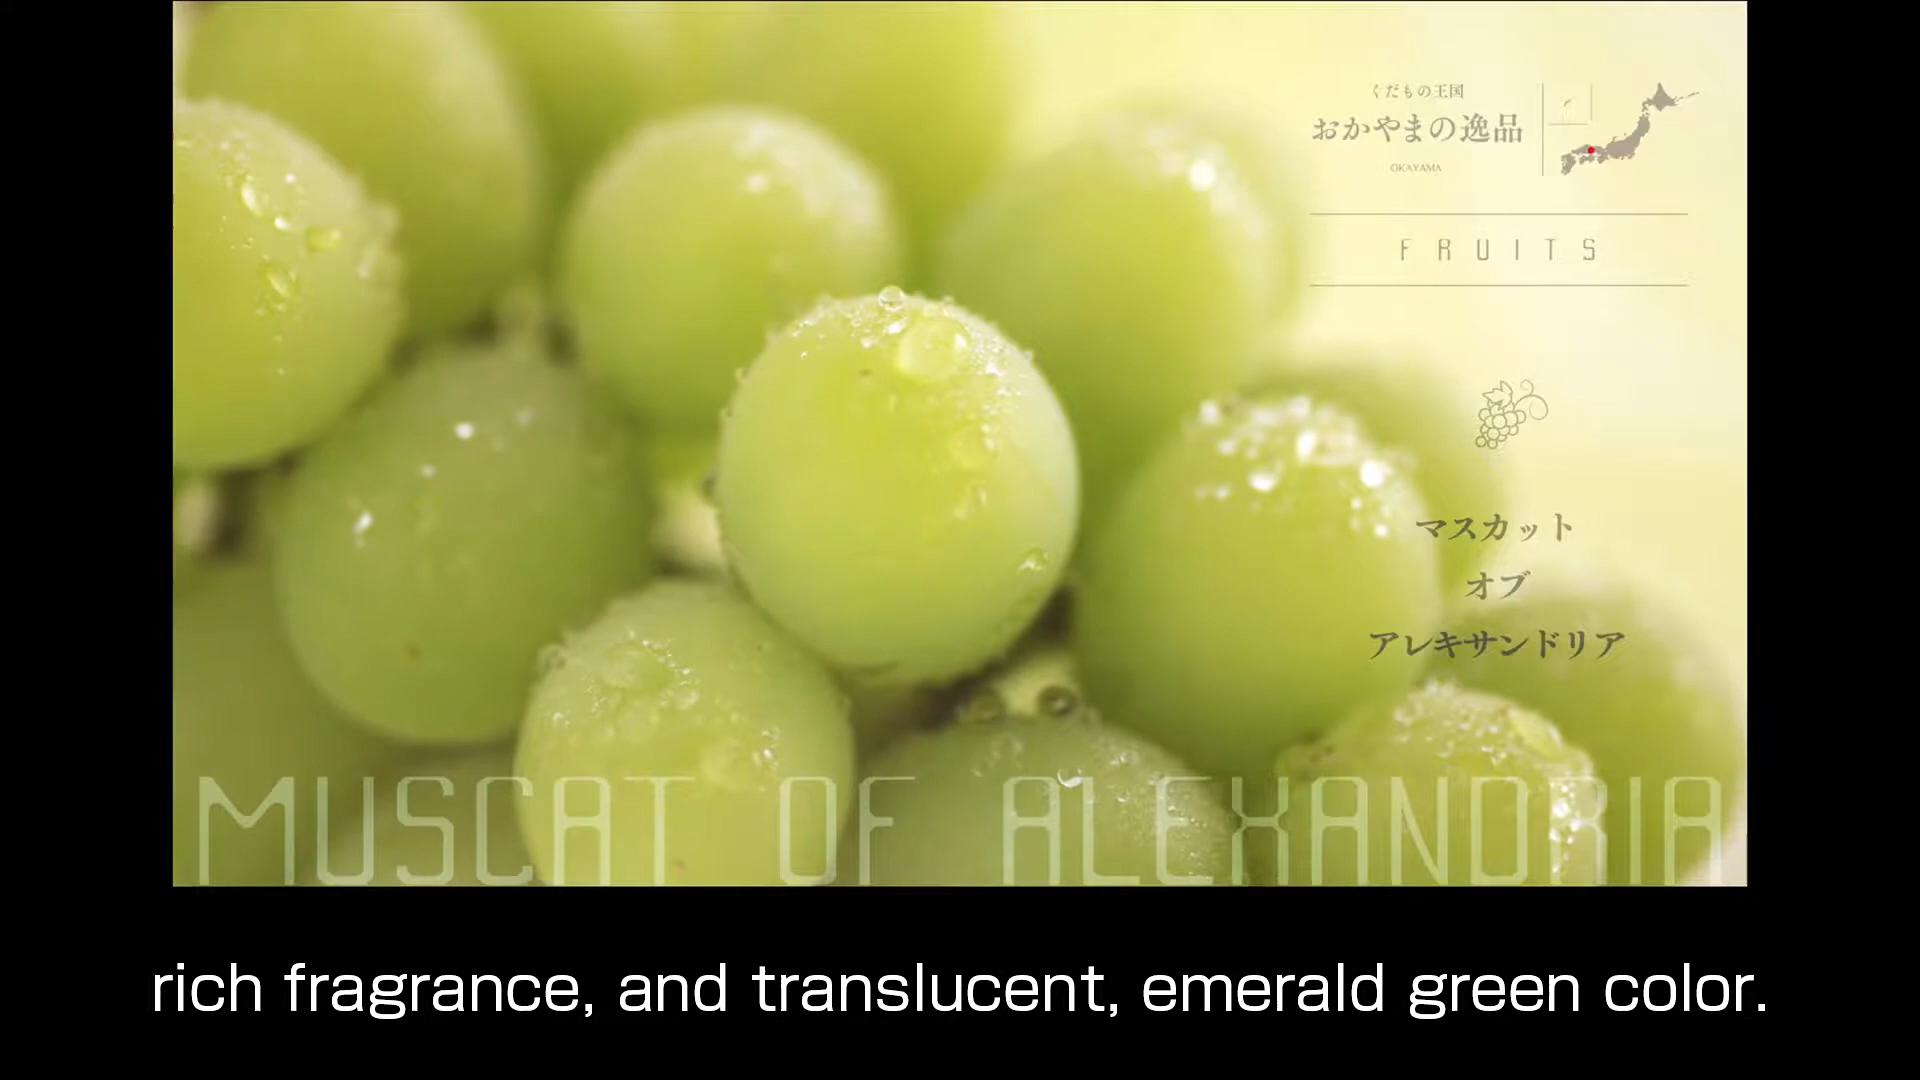 くだもの王国
おかやまの逸品
OKAYAMA
FRUITS
マスカット
オブ
アレキサンドリア
MUSCAT OF ALEXANDRIA
rich fragrance, and translucent, emerald green color.